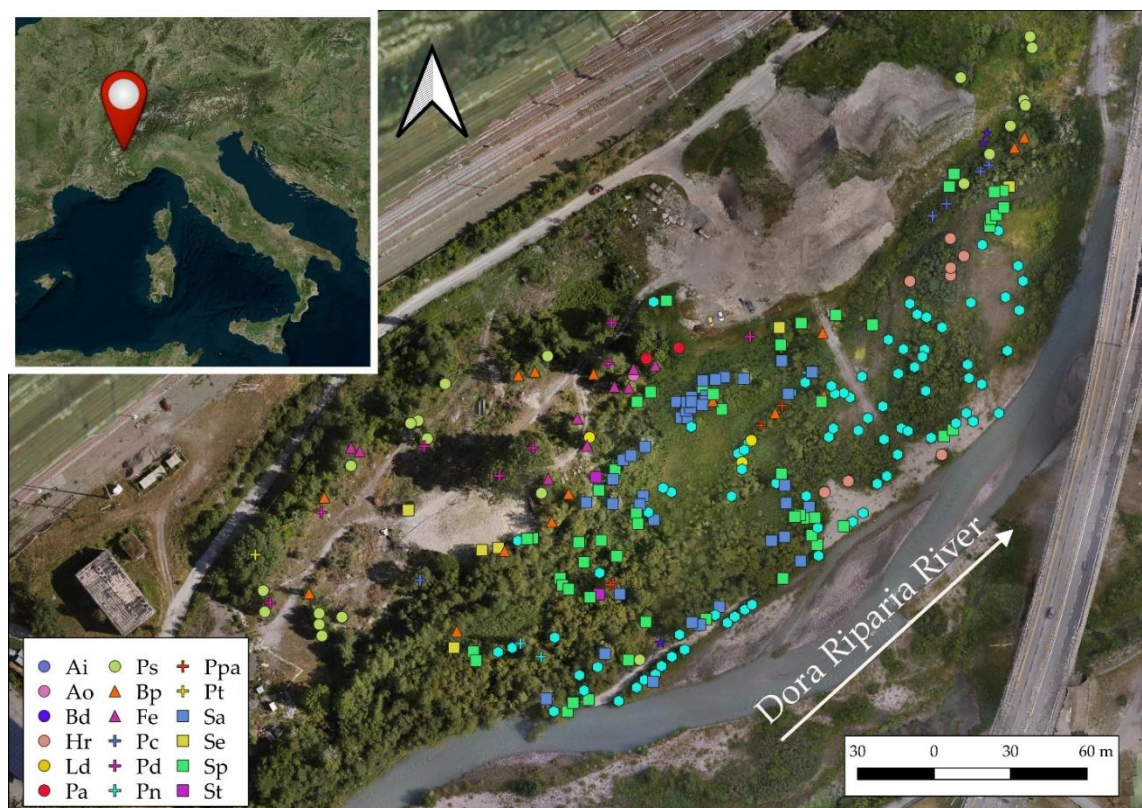 Ai Ps Ppa
Ao Bp Pt
Bd Fe Sa
Hr Pc Se
Ld Pd Sp
Pa Pn St
Dora Riparia River
30 0 30 60 m